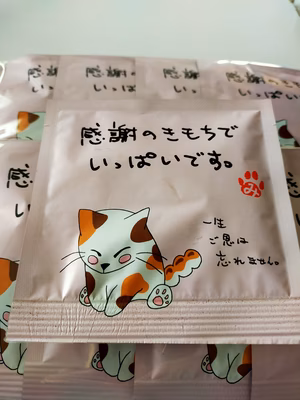 感謝のきもちで
いっぱいです。
み
一生
ご恩は
忘れません。